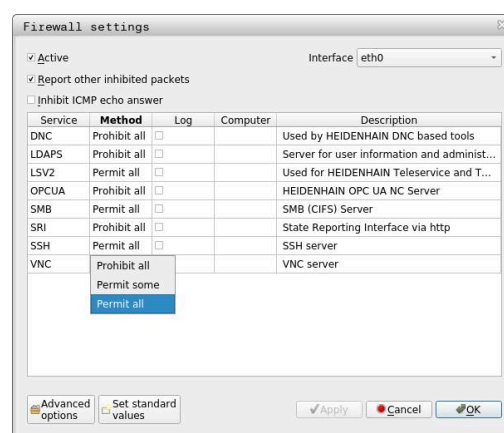 Firewall settings
Active
Interface eth0
Report other inhibited packets
Inhibit ICMP echo answer
Service Method Log Computer Description
DNC Prohibit all Used by HEIDENHAIN DNC based tools
LDAPS Prohibit all Server for user information and administ...
LSV2 Permit all Used for HEIDENHAIN Teleservice and T...
OPCUA Prohibit all HEIDENHAIN OPC UA NC Server
SMB Permit all SMB (CIFS) Server
SRI Prohibit all State Reporting Interface via http
SSH Permit all SSH server
VNC Prohibit all VNC server
Permit some
Permit all
Advanced options
Set standard values
Apply
Cancel
OK